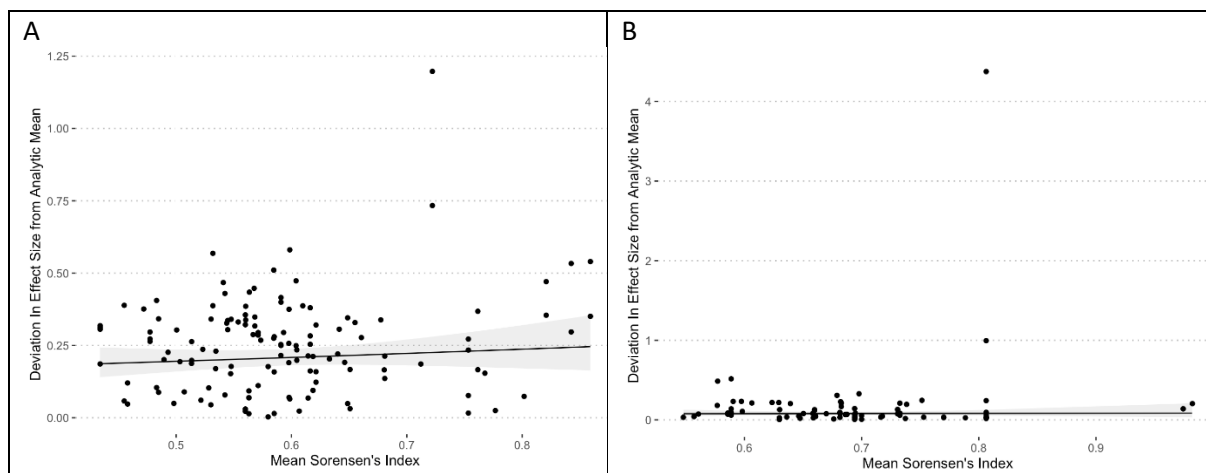 A
Deviation In Effect Size from Analytic Mean
1.25
1.00
0.75
0.50
0.25
0.00
0.5 0.6 0.7 0.8
Mean Sorensen's Index
B
Deviation In Effect Size from Analytic Mean
4
3
2
1
0
0.6 0.7 0.8 0.9
Mean Sorensen's Index